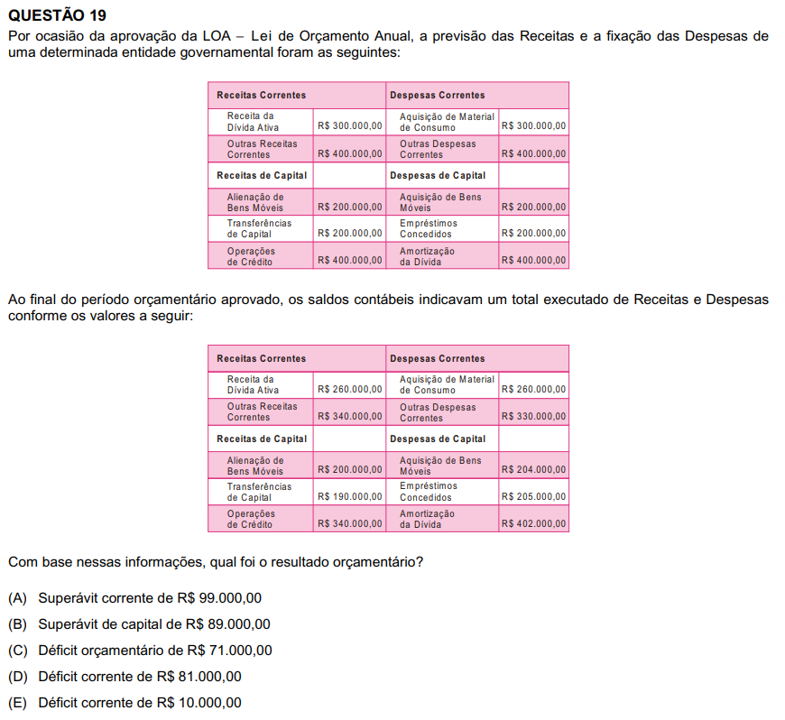 QUESTÃO 19
Por ocasião da aprovação da LOA – Lei de Orçamento Anual, a previsão das Receitas e a fixação das Despesas de
uma determinada entidade governamental foram as seguintes:
Receitas Correntes Despesas Correntes
Receita da Dívida Ativa R$ 300.000,00 Aquisição de Material de Consumo R$ 300.000,00
Outras Receitas Correntes R$ 400.000,00 Outras Despesas Correntes R$ 400.000,00
Receitas de Capital Despesas de Capital
Alienação de Bens Móveis R$ 200.000,00 Aquisição de Bens Móveis R$ 200.000,00
Transferências de Capital R$ 200.000,00 Empréstimos Concedidos R$ 200.000,00
Operações de Crédito R$ 400.000,00 Amortização da Dívida R$ 400.000,00
Ao final do período orçamentário aprovado, os saldos contábeis indicavam um total executado de Receitas e Despesas
conforme os valores a seguir:
Receitas Correntes Despesas Correntes
Receita da Dívida Ativa R$ 260.000,00 Aquisição de Material de Consumo R$ 260.000,00
Outras Receitas Correntes R$ 340.000,00 Outras Despesas Correntes R$ 330.000,00
Receitas de Capital Despesas de Capital
Alienação de Bens Móveis R$ 200.000,00 Aquisição de Bens Móveis R$ 204.000,00
Transferências de Capital R$ 190.000,00 Empréstimos Concedidos R$ 205.000,00
Operações de Crédito R$ 340.000,00 Amortização da Dívida R$ 402.000,00
Com base nessas informações, qual foi o resultado orçamentário?
(A) Superávit corrente de R$ 99.000,00
(B) Superávit de capital de R$ 89.000,00
(C) Déficit orçamentário de R$ 71.000,00
(D) Déficit corrente de R$ 81.000,00
(E) Déficit corrente de R$ 10.000,00